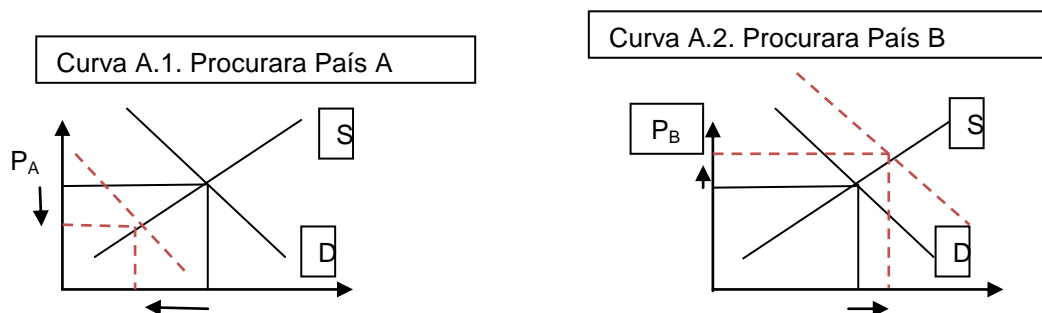 Curva A.1. Procurara País A
Curva A.2. Procurara País B
P_A
S
D
P_B
S
D